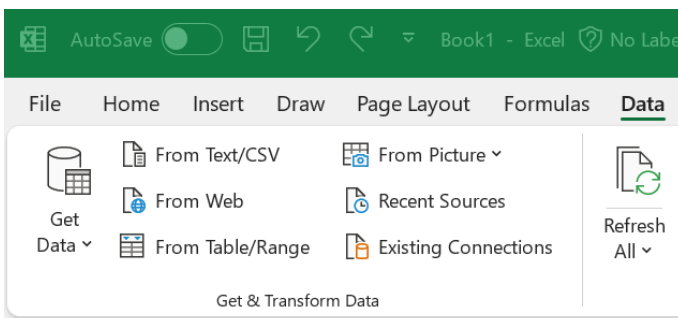 AutoSave Book1 - Excel No Labe
File Home Insert Draw Page Layout Formulas Data
Get Data
From Text/CSV
From Web
From Table/Range
From Picture
Recent Sources
Existing Connections
Refresh All
Get & Transform Data